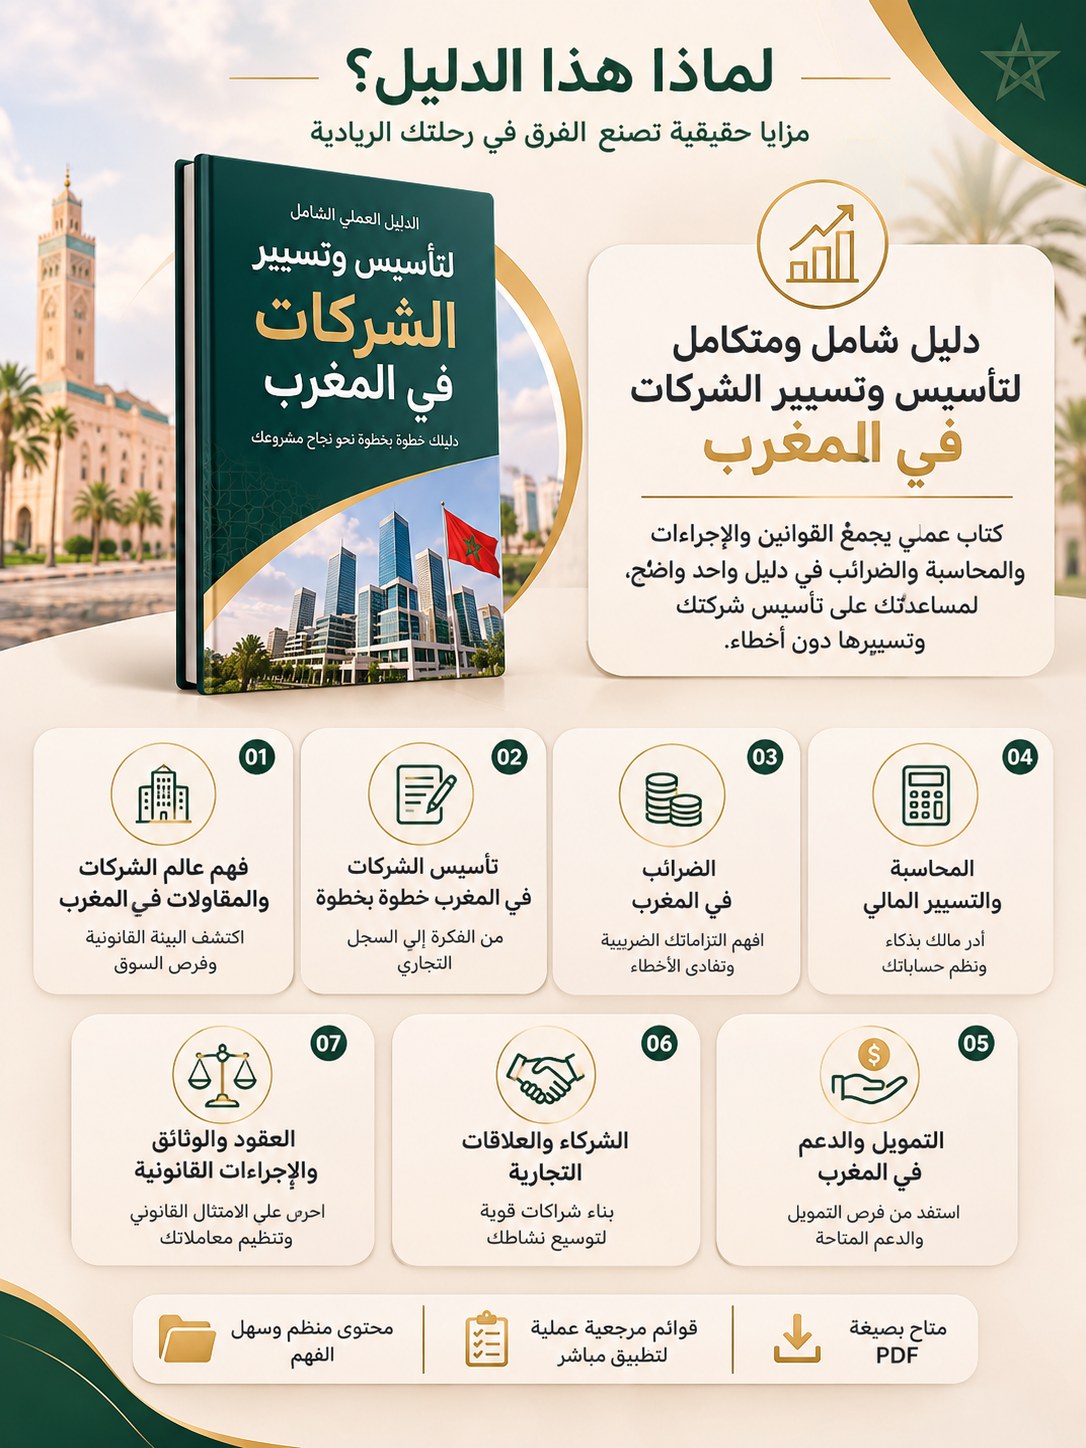 لماذا هذا الدليل؟
مزايا حقيقية تصنع الفرق في رحلتك الريادية
الدليل العملي الشامل
لتأسيس وتسيير
الشركات
في المغرب
دليلك خطوة بخطوة نحو نجاح مشروعك
دليل شامل ومتكامل
لتأسيس وتسيير الشركات
في المغرب
كتاب عملي يجمع القوانين والإجراءات
والمحاسبة والضرائب في دليل واحد واضح،
لمساعدتك على تأسيس شركتك
وتسييرها دون أخطاء.
01
فهم عالم الشركات
والمقاولات في المغرب
اكتشف البيئة القانونية
وفرص السوق
02
تأسيس الشركات
في المغرب خطوة بخطوة
من الفكرة إلى السجل
التجاري
03
الضرائب
في المغرب
افهم التزاماتك الضريبية
وتفادى الأخطاء
04
المحاسبة
والتسيير المالي
أدر مالك بذكاء
ونظم حساباتك
05
التمويل والدعم
في المغرب
استفد من فرص التمويل
والدعم المتاحة
06
الشركاء والعلاقات
التجارية
بناء شراكات قوية
لتوسيع نشاطك
07
العقود والوثائق
والإجراءات القانونية
احرص على الامتثال القانوني
وتنظيم معاملاتك
متاح بصيغة
PDF
قوائم مرجعية عملية
لتطبيق مباشر
محتوى منظم وسهل
الفهم